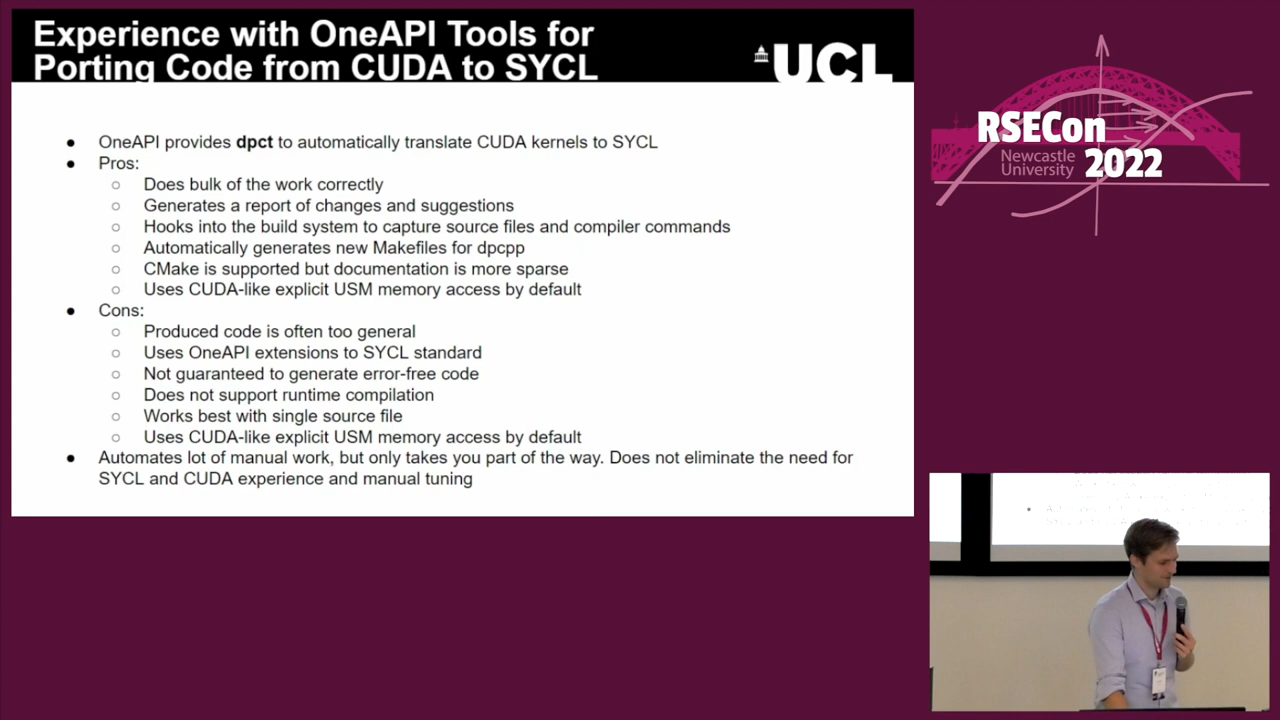 Experience with OneAPI Tools for
Porting Code from CUDA to SYCL
UCL
● OneAPI provides dpct to automatically translate CUDA kernels to SYCL
● Pros:
○ Does bulk of the work correctly
○ Generates a report of changes and suggestions
○ Hooks into the build system to capture source files and compiler commands
○ Automatically generates new Makefiles for dpcpp
○ CMake is supported but documentation is more sparse
○ Uses CUDA-like explicit USM memory access by default
● Cons:
○ Produced code is often too general
○ Uses OneAPI extensions to SYCL standard
○ Not guaranteed to generate error-free code
○ Does not support runtime compilation
○ Works best with single source file
○ Uses CUDA-like explicit USM memory access by default
● Automates lot of manual work, but only takes you part of the way. Does not eliminate the need for
SYCL and CUDA experience and manual tuning
RSECon
Newcastle
University 2022